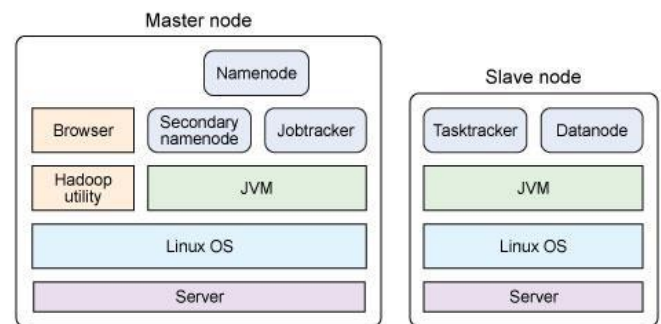 Master node
Namenode
Browser
Secondary
namenode
Jobtracker
Hadoop
utility
JVM
Linux OS
Server
Slave node
Tasktracker
Datanode
JVM
Linux OS
Server